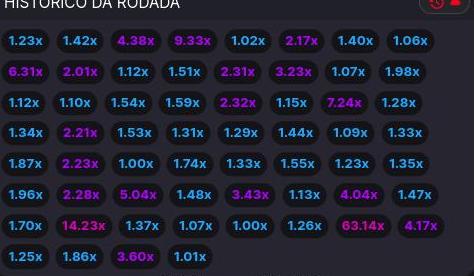 HISTÓRICO DA RODADA
1.23x 1.42x 4.38x 9.33x 1.02x 2.17x 1.40x 1.06x
6.31x 2.01x 1.12x 1.51x 2.31x 3.23x 1.07x 1.98x
1.12x 1.10x 1.54x 1.59x 2.32x 1.15x 7.24x 1.28x
1.34x 2.21x 1.53x 1.31x 1.29x 1.44x 1.09x 1.33x
1.87x 2.23x 1.00x 1.74x 1.33x 1.55x 1.23x 1.35x
1.96x 2.28x 5.04x 1.48x 3.43x 1.13x 4.04x 1.47x
1.70x 14.23x 1.37x 1.07x 1.00x 1.26x 63.14x 4.17x
1.25x 1.86x 3.60x 1.01x